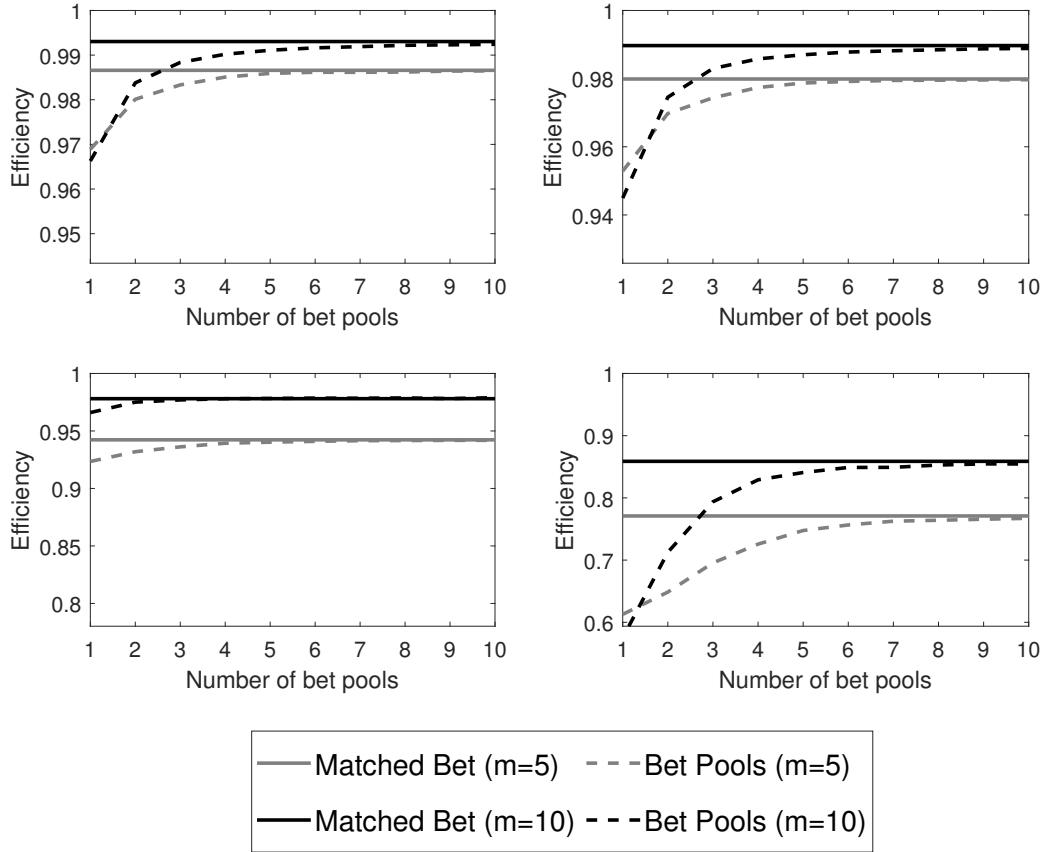 1
0.99
0.98
0.97
0.96
0.95
Efficiency
1 2 3 4 5 6 7 8 9 10
Number of bet pools
1
0.98
0.96
0.94
Efficiency
1 2 3 4 5 6 7 8 9 10
Number of bet pools
1
0.95
0.9
0.85
0.8
Efficiency
1 2 3 4 5 6 7 8 9 10
Number of bet pools
1
0.9
0.8
0.7
0.6
Efficiency
1 2 3 4 5 6 7 8 9 10
Number of bet pools
Matched Bet (m=5) Bet Pools (m=5)
Matched Bet (m=10) Bet Pools (m=10)